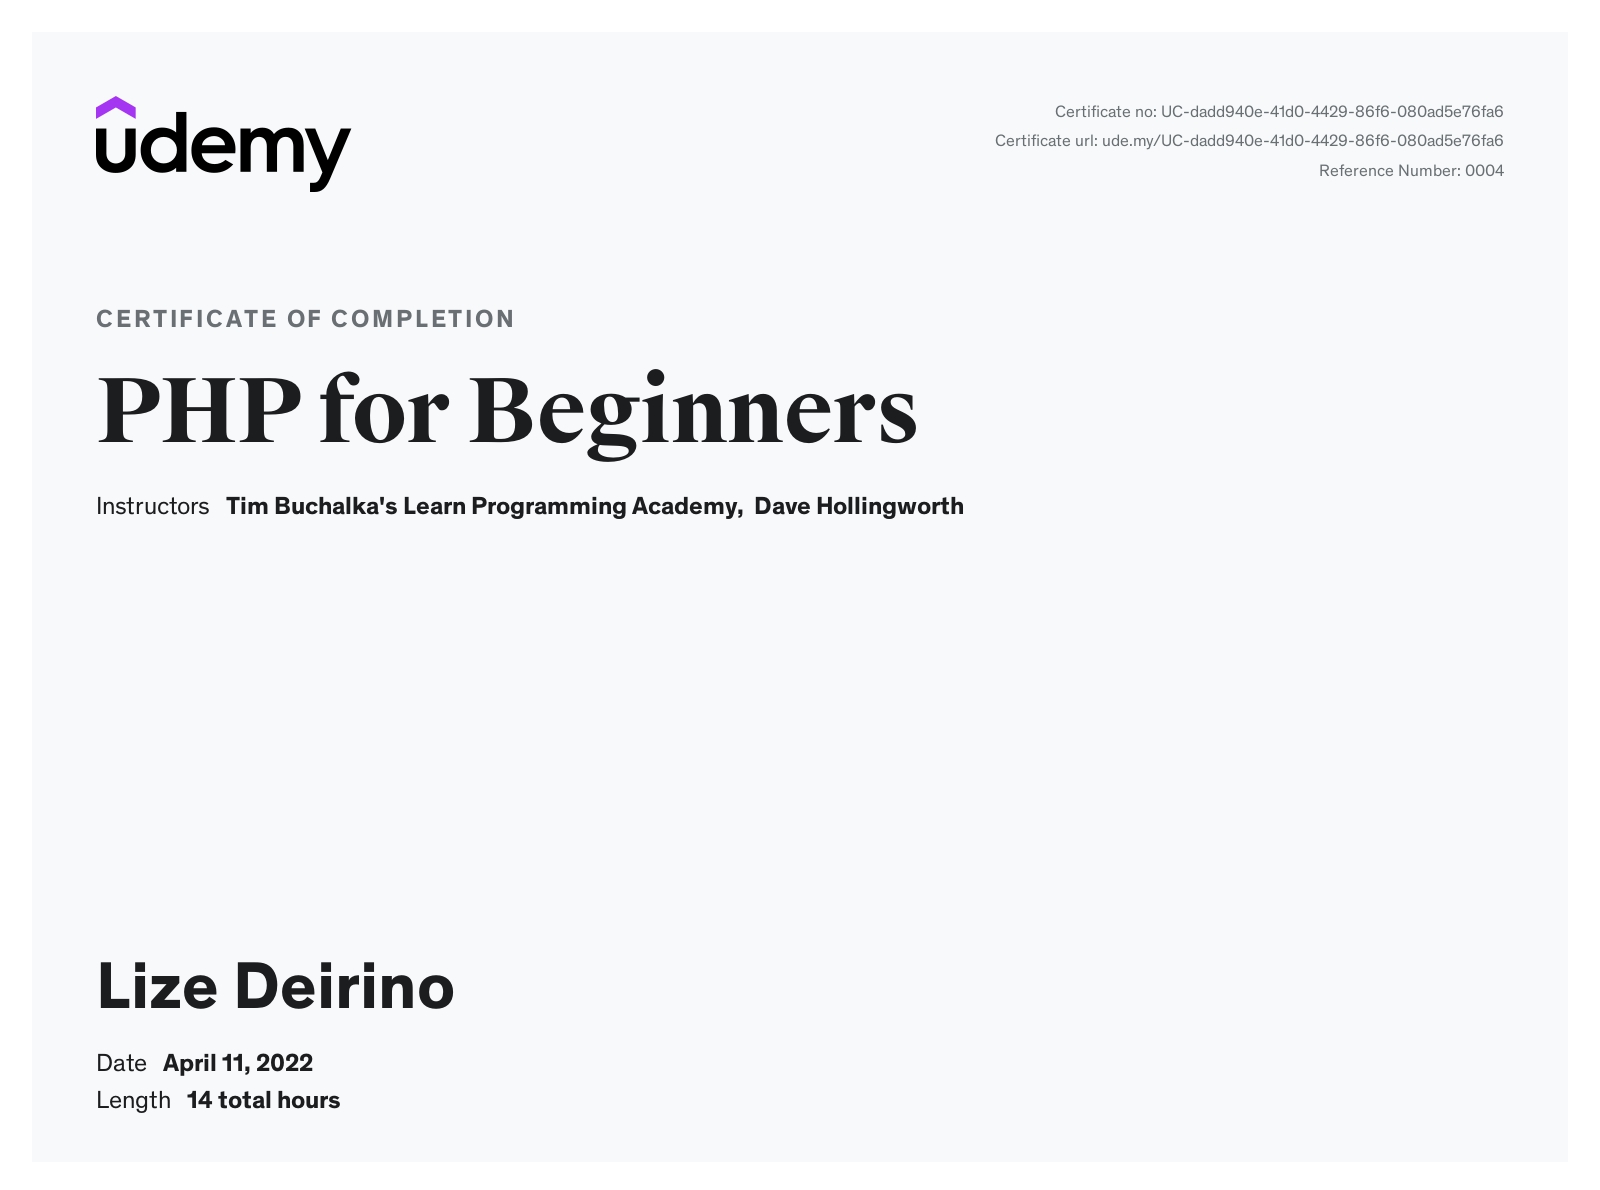 udemy
Certificate no: UC-dadd940e-41d0-4429-86f6-080ad5e76fa6
Certificate url: ude.my/UC-dadd940e-41d0-4429-86f6-080ad5e76fa6
Reference Number: 0004
CERTIFICATE OF COMPLETION
PHP for Beginners
Instructors Tim Buchalka's Learn Programming Academy, Dave Hollingworth
Lize Deirino
Date April 11, 2022
Length 14 total hours